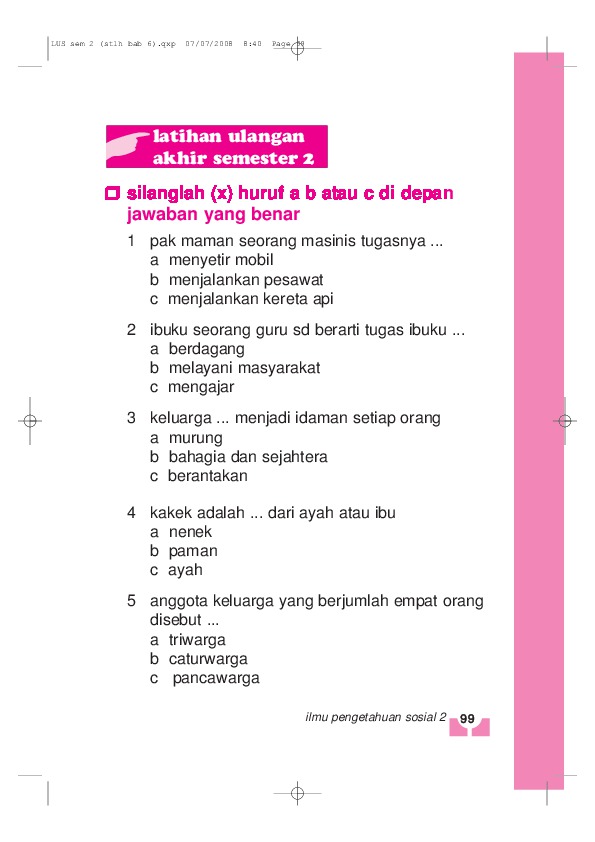 LUS sem 2 (stlh bab 6).qxp 07/07/2008 8:40 Page
latihan ulangan
akhir semester 2
silanglah (x) huruf a b atau c di depan
jawaban yang benar
1 pak maman seorang masinis tugasnya ...
a menyetir mobil
b menjalankan pesawat
c menjalankan kereta api
2 ibuku seorang guru sd berarti tugas ibuku ...
a berdagang
b melayani masyarakat
c mengajar
3 keluarga ... menjadi idaman setiap orang
a murung
b bahagia dan sejahtera
c berantakan
4 kakek adalah ... dari ayah atau ibu
a nenek
b paman
c ayah
5 anggota keluarga yang berjumlah empat orang
disebut ...
a triwarga
b caturwarga
c pancawarga
ilmu pengetahuan sosial 2 99